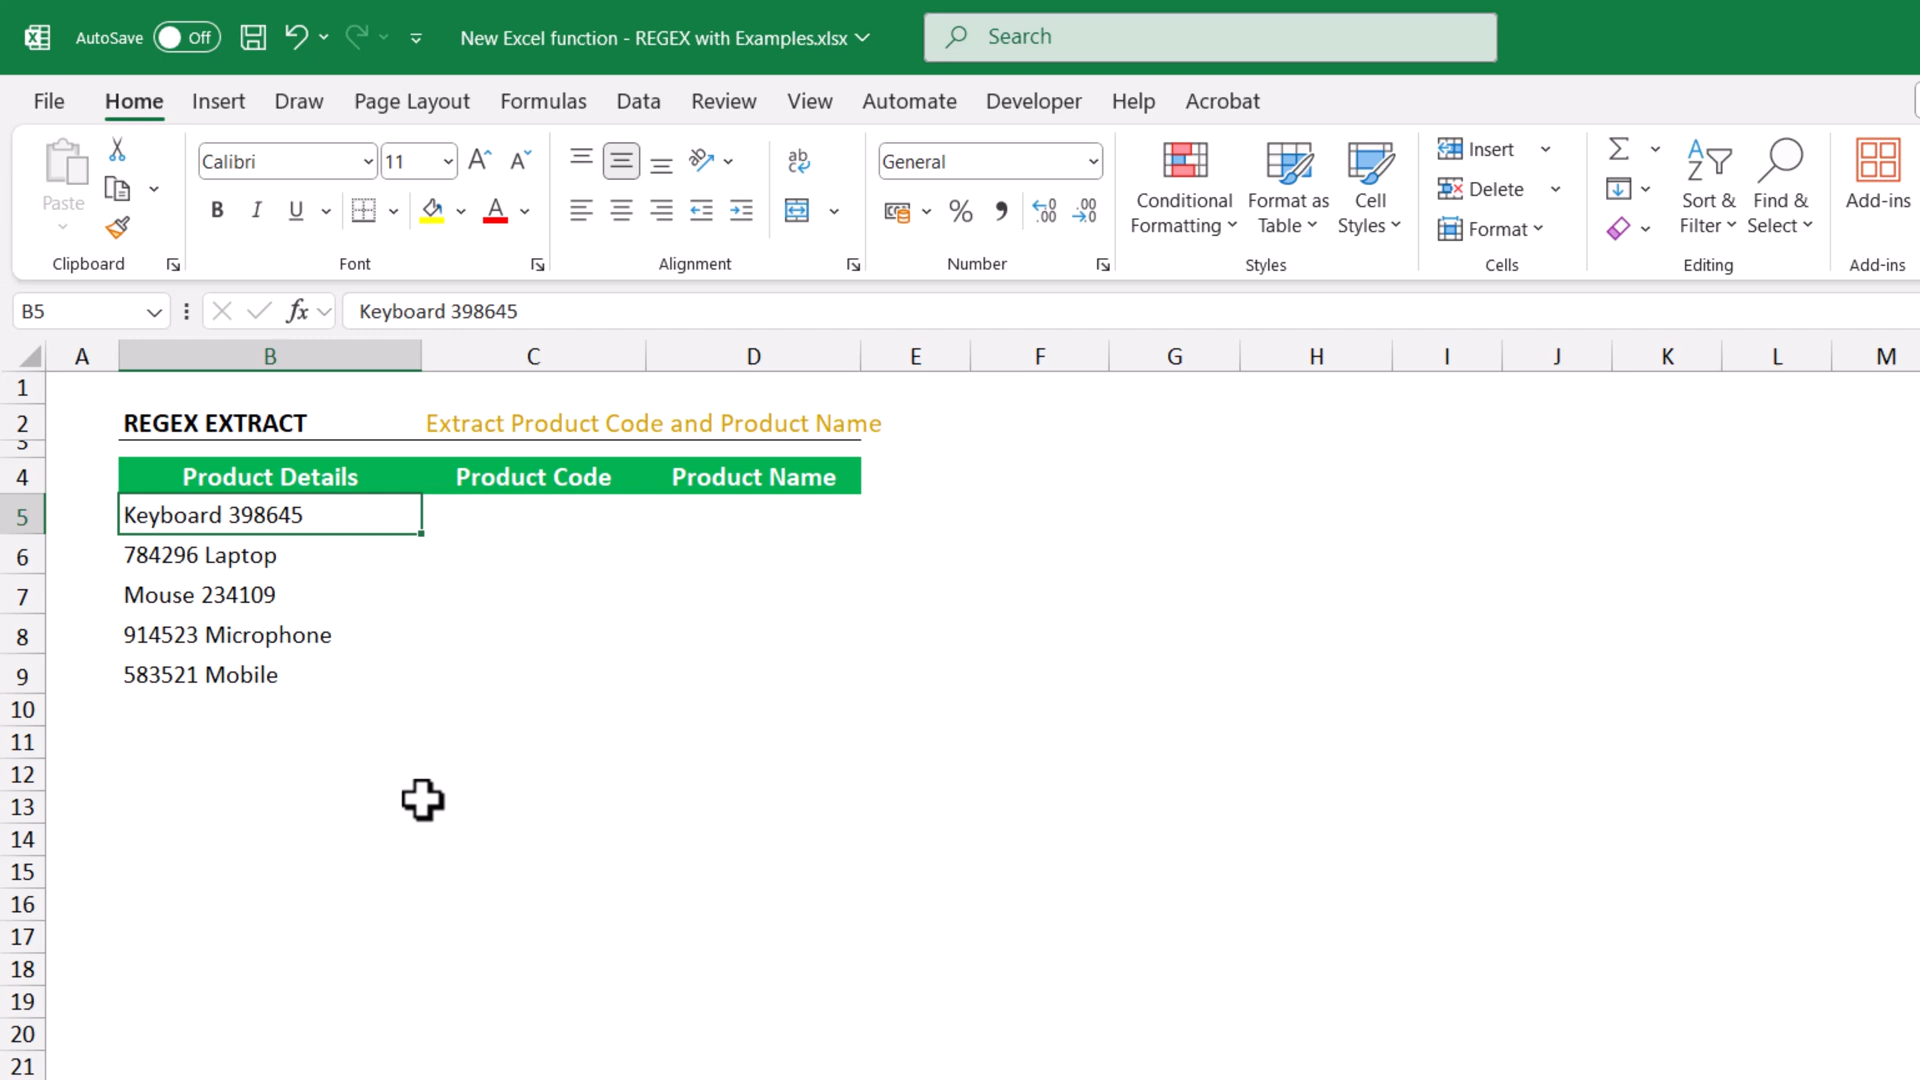 AutoSave Off New Excel function - REGEX with Examples.xlsx Search
File Home Insert Draw Page Layout Formulas Data Review View Automate Developer Help Acrobat
Paste
Clipboard
Calibri 11
B I U A
Font
ab
Alignment
General
% .00
Number
Conditional Formatting
Format as Table
Cell Styles
Styles
Insert
Delete
Format
Cells
Sort & Filter
Find & Select
Editing
Add-ins
Add-ins
B5 fx Keyboard 398645
A B C D E F G H I J K L M
1
2 REGEX EXTRACT Extract Product Code and Product Name
3
4 Product Details Product Code Product Name
5 Keyboard 398645
6 784296 Laptop
7 Mouse 234109
8 914523 Microphone
9 583521 Mobile
10
11
12
13
14
15
16
17
18
19
20
21